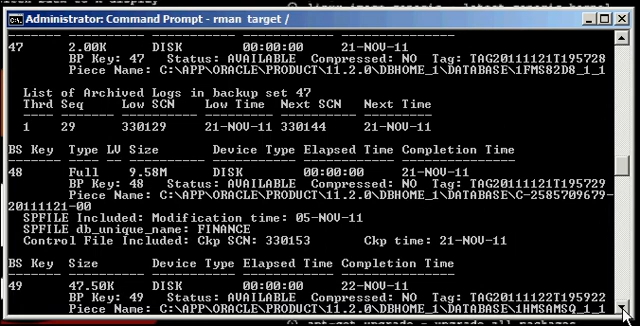 Administrator: Command Prompt - rman target /
47 2.00K DISK 00:00:00 21-NOV-11
BP Key: 47 Status: AVAILABLE Compressed: NO Tag: TAG20111121T195728
Piece Name: C:\APP\ORACLE\PRODUCT\11.2.0\DBHOME_1\DATABASE\1FMS82D8_1_1
List of Archived Logs in backup set 47
Thrd Seq Low SCN Low Time Next SCN Next Time
---- ------- ---------- --------- ---------- ---------
1 29 330129 21-NOV-11 330144 21-NOV-11
BS Key Type LV Size Device Type Elapsed Time Completion Time
------- ---- -- ---------- ----------- ------------ ---------------
48 Full 9.58M DISK 00:00:00 21-NOV-11
BP Key: 48 Status: AVAILABLE Compressed: NO Tag: TAG20111121T195729
Piece Name: C:\APP\ORACLE\PRODUCT\11.2.0\DBHOME_1\DATABASE\C-2585709679-
20111121-00
SPFILE Included: Modification time: 05-NOV-11
SPFILE db_unique_name: FINANCE
Control File Included: Ckp SCN: 330153 Ckp time: 21-NOV-11
BS Key Size Device Type Elapsed Time Completion Time
------- ---------- ----------- ------------ ---------------
49 47.50K DISK 00:00:00 22-NOV-11
BP Key: 49 Status: AVAILABLE Compressed: NO Tag: TAG20111122T195922
Piece Name: C:\APP\ORACLE\PRODUCT\11.2.0\DBHOME_1\DATABASE\1HMSAMSQ_1_1